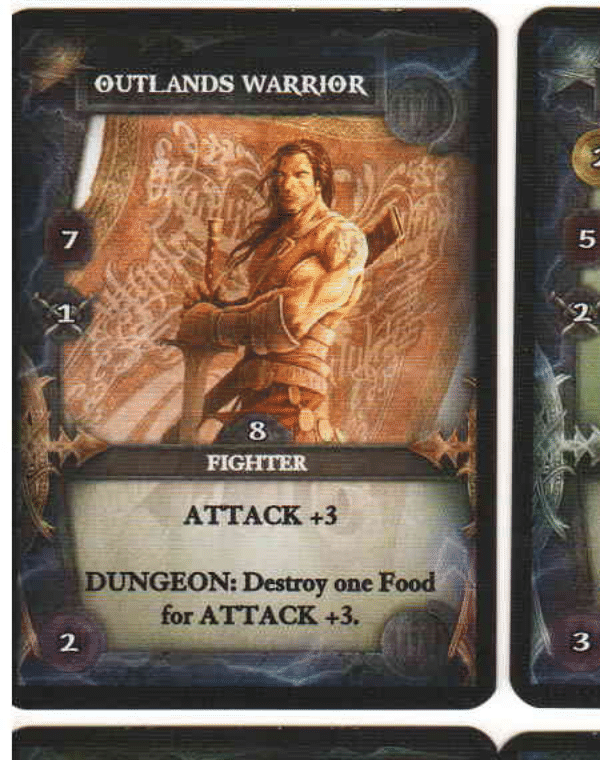 OUTLANDS WARRIOR
7
1
8
FIGHTER
ATTACK +3
DUNGEON: Destroy one Food
for ATTACK +3.
2
2
5
2
3